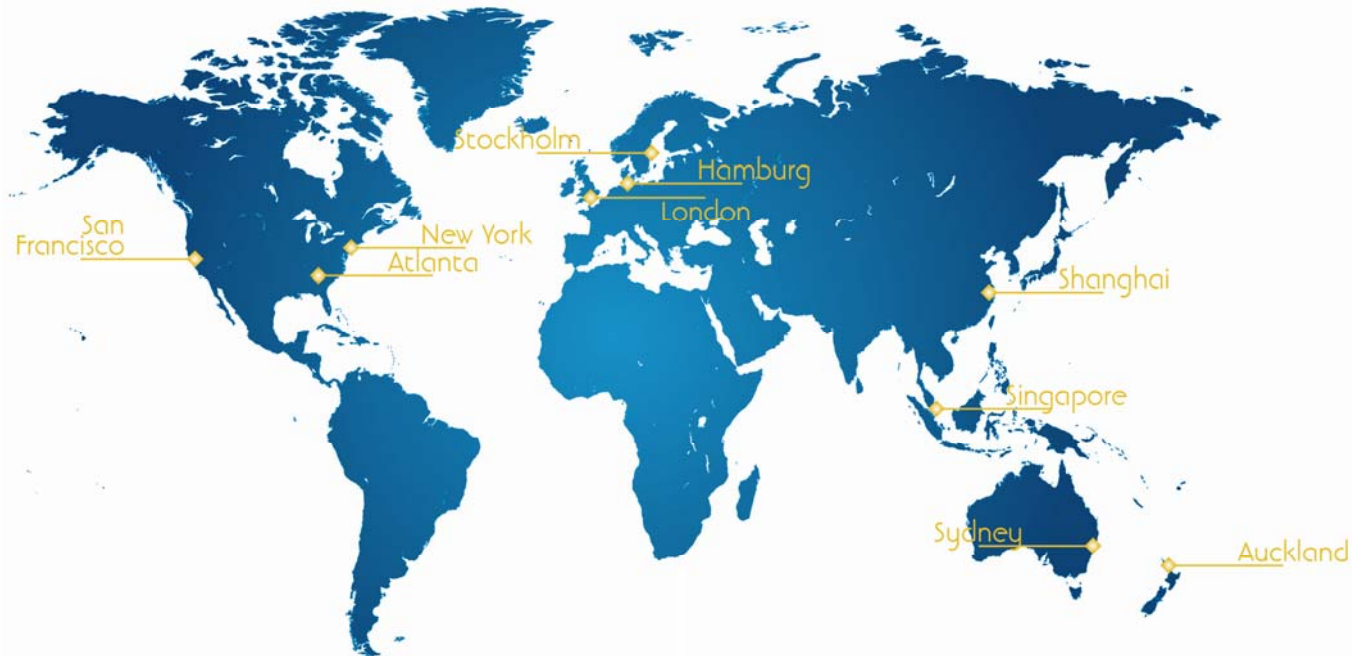 Stockholm
Hamburg
London
San
Francisco
New York
Atlanta
Shanghai
Singapore
Sydney
Auckland